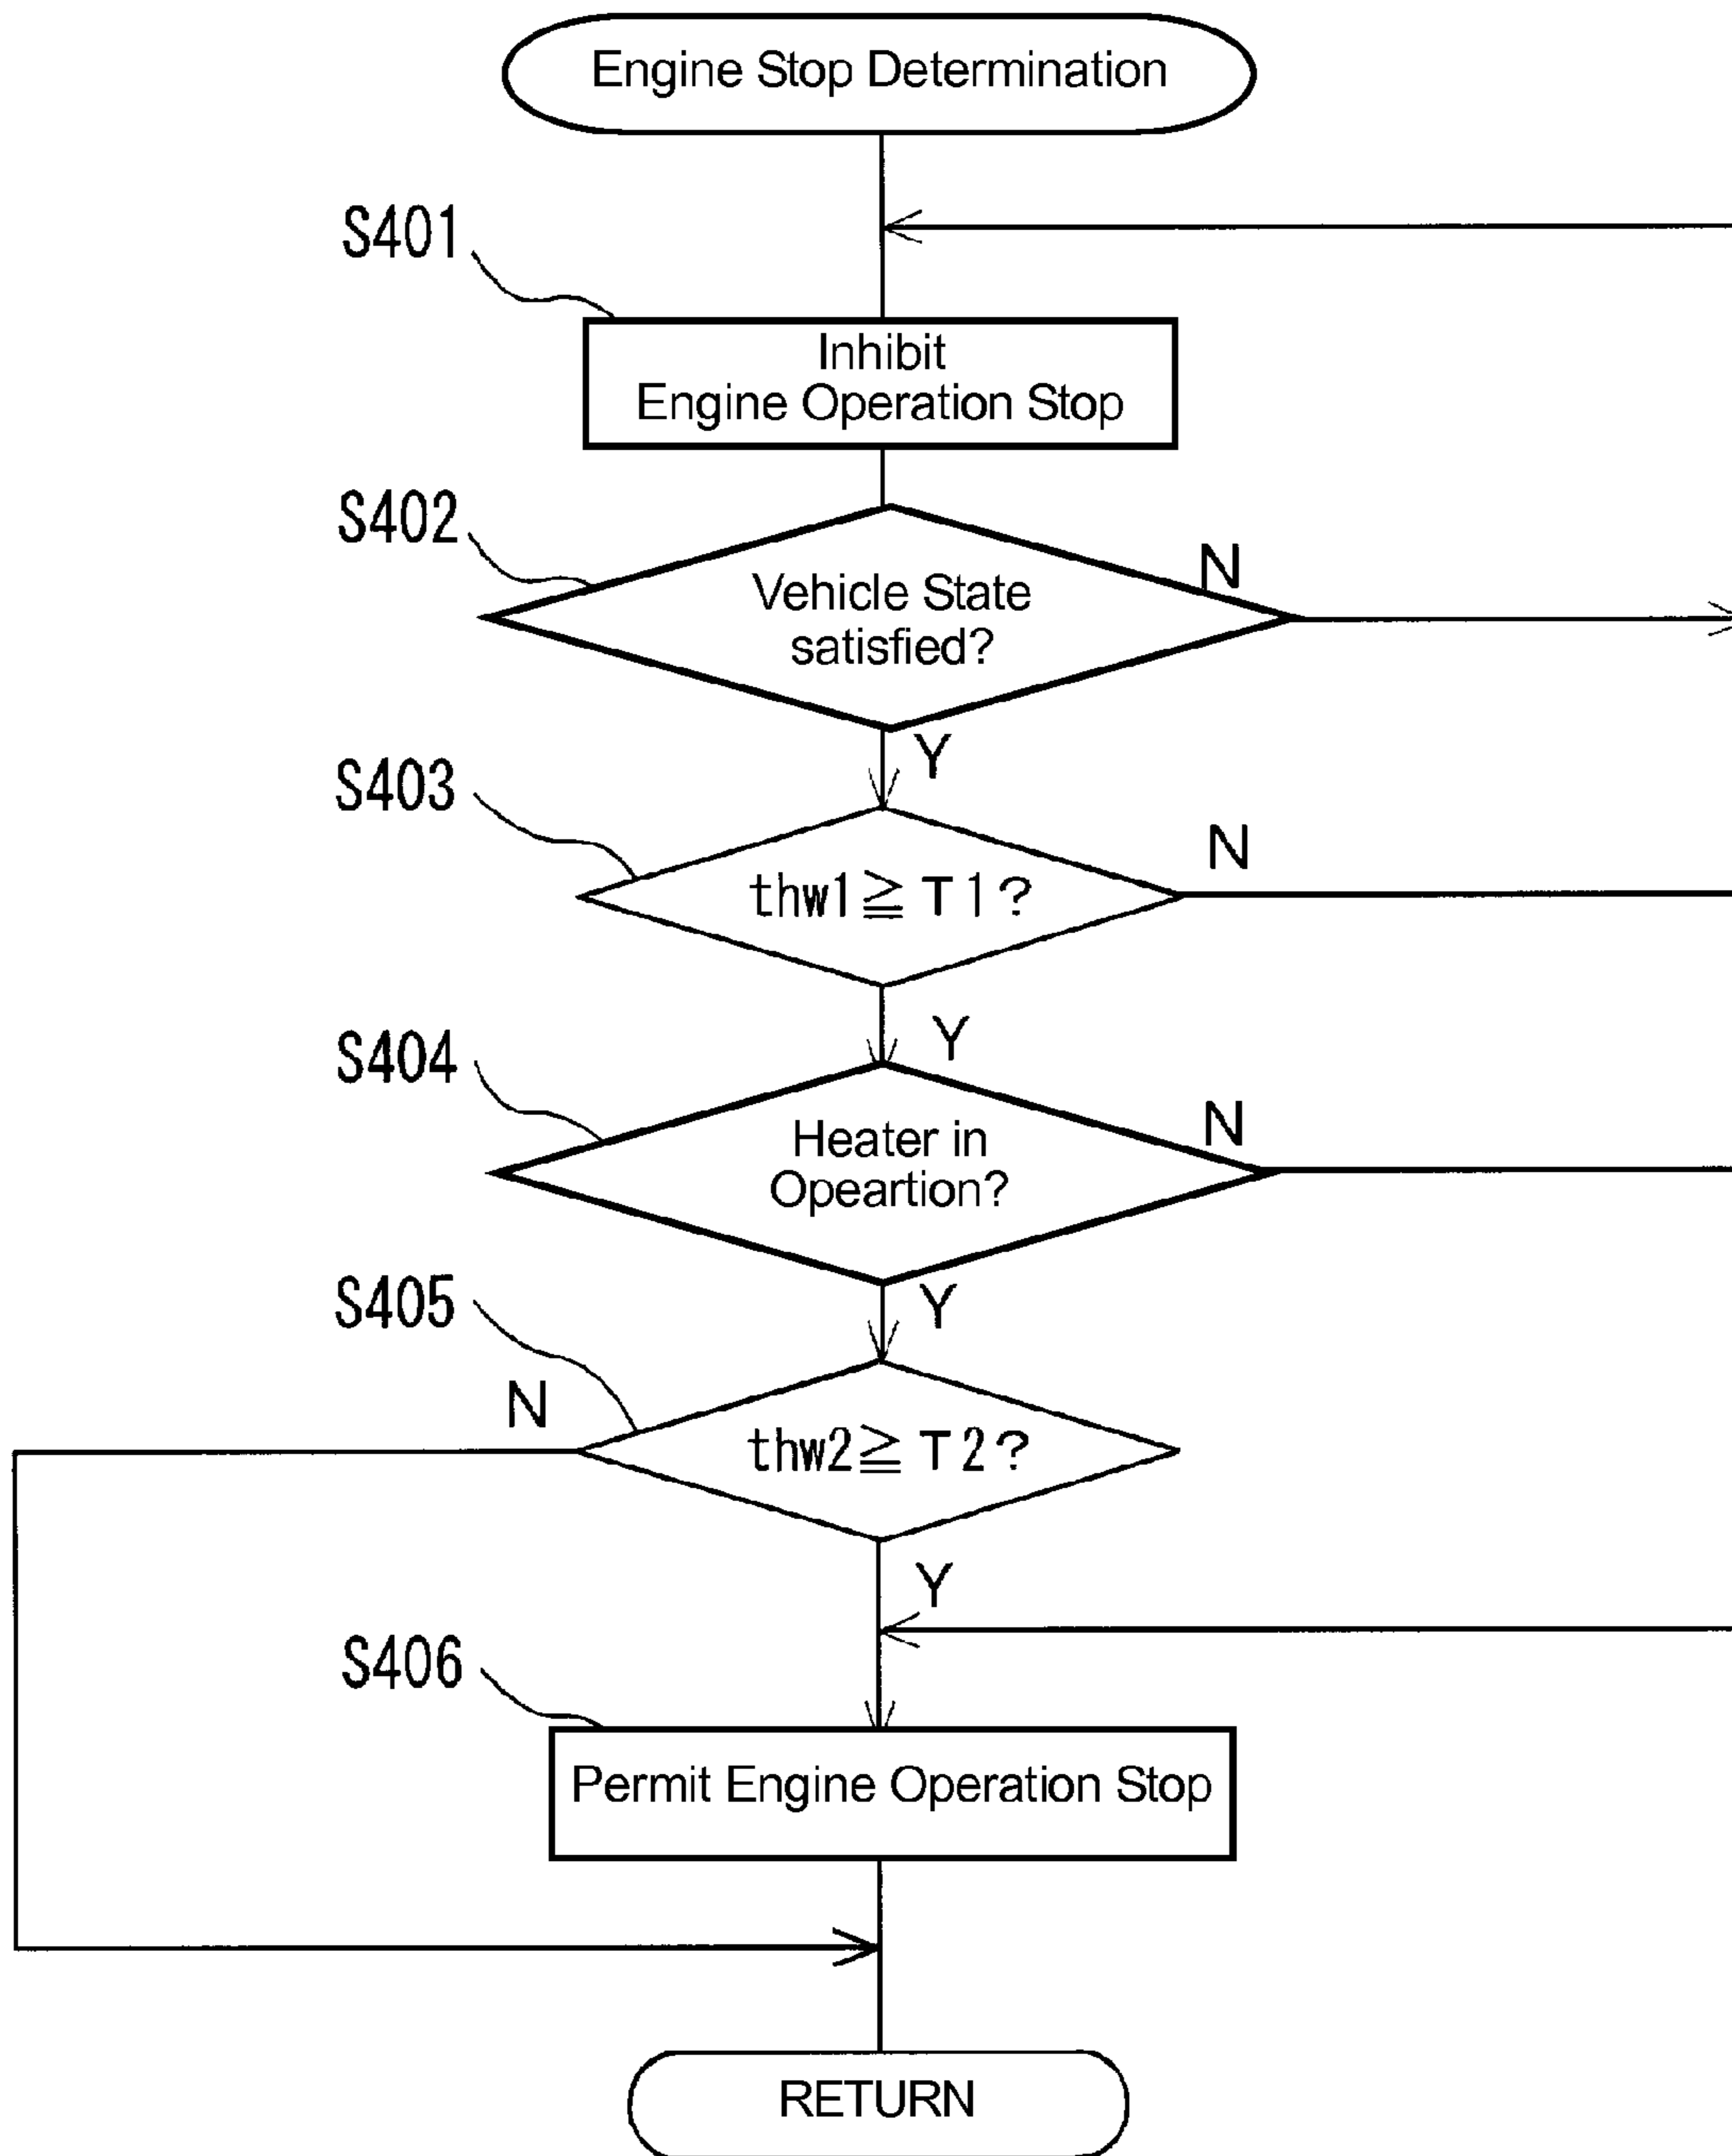 Engine Stop Determination
S401
Inhibit
Engine Operation Stop
S402
Vehicle State
satisfied?
N
Y
S403
thw1≧T1?
N
Y
S404
Heater in
Opeartion?
N
Y
S405
thw2≧T2?
N
Y
S406
Permit Engine Operation Stop
RETURN